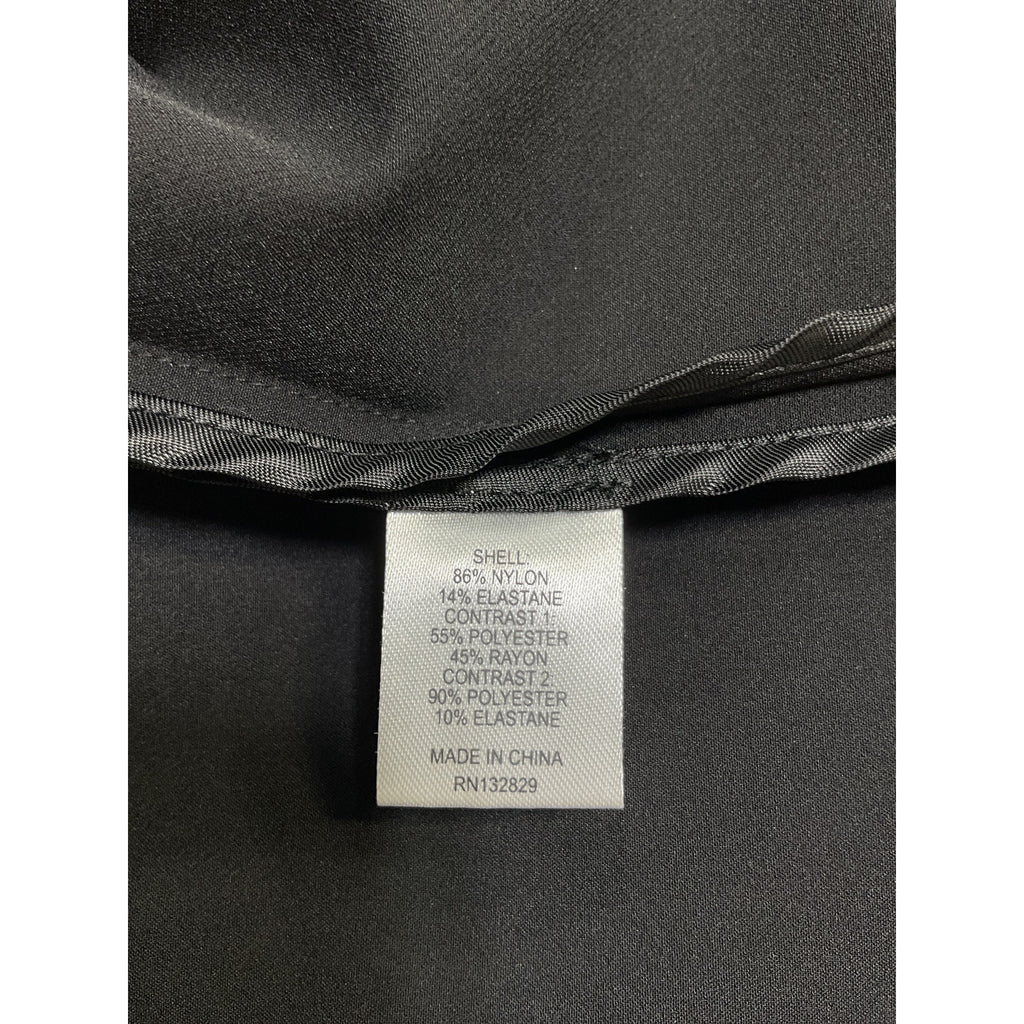 SHELL:
86% NYLON
14% ELASTANE
CONTRAST 1:
55% POLYESTER
45% RAYON
CONTRAST 2:
90% POLYESTER
10% ELASTANE
MADE IN CHINA
RN132829